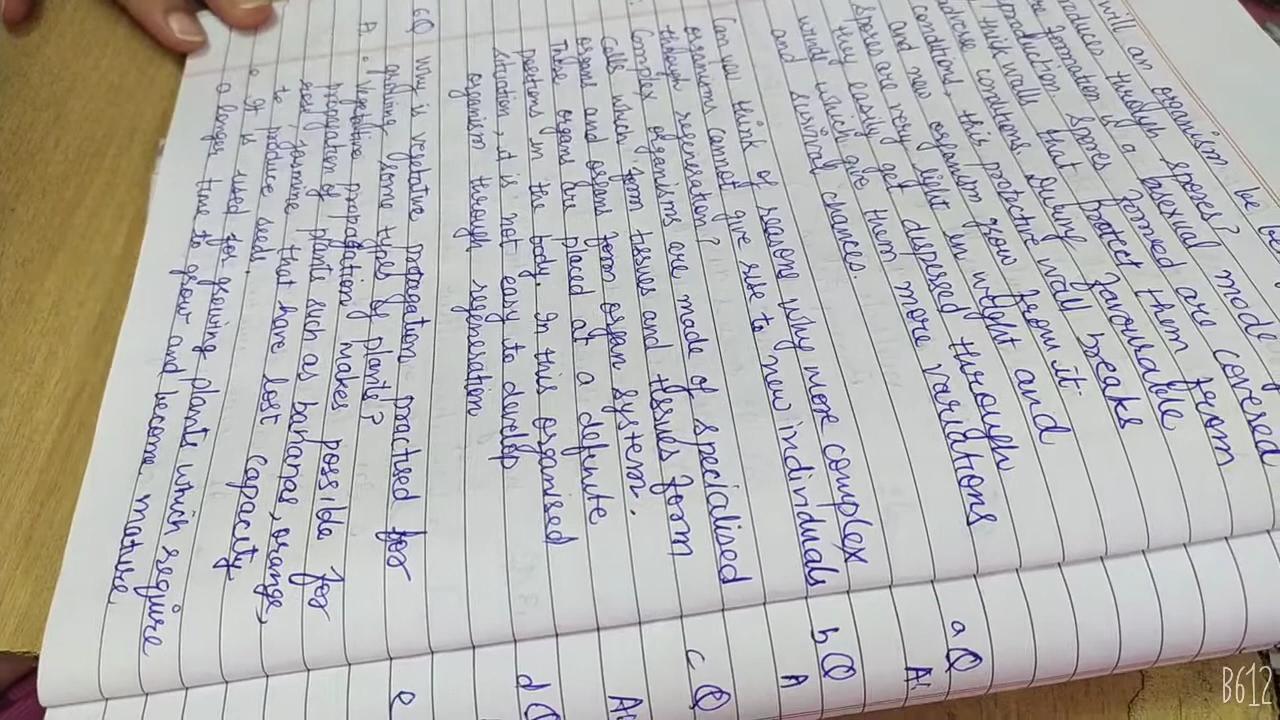 will an organism be
reduces through spores?
formation is a asexual mode
production spores formed are covered
thick walls that protect them from
adverse conditions. During favourable
condition, this protective wall breaks
and new organism grow from it.
spores are very light in weight and
they easily get dispersed through
wind which give them more variations
and survival chances.
Can you think of reasons why more complex
organisms cannot give rise to new individuals
through regeneration?
Complex organisms are made of specialised
cells which form tissues and tissues form
organs and organs form organ system.
These organs be placed at a definite
positions in the body. In this organised
situation, it is not easy to develop
organism through regeneration
6Q Why is vegetative propagation practised for
growing some types of plants?
A. Vegetative propagation makes possible for
propagation of plants such as bananas, orange,
rose, jasmine that have lost capacity
to produce seed.
• It is used for growing plants which require
a longer time to grow and become mature.
a Q
A:
b Q
A
c Q
A:
d Q
e
B612